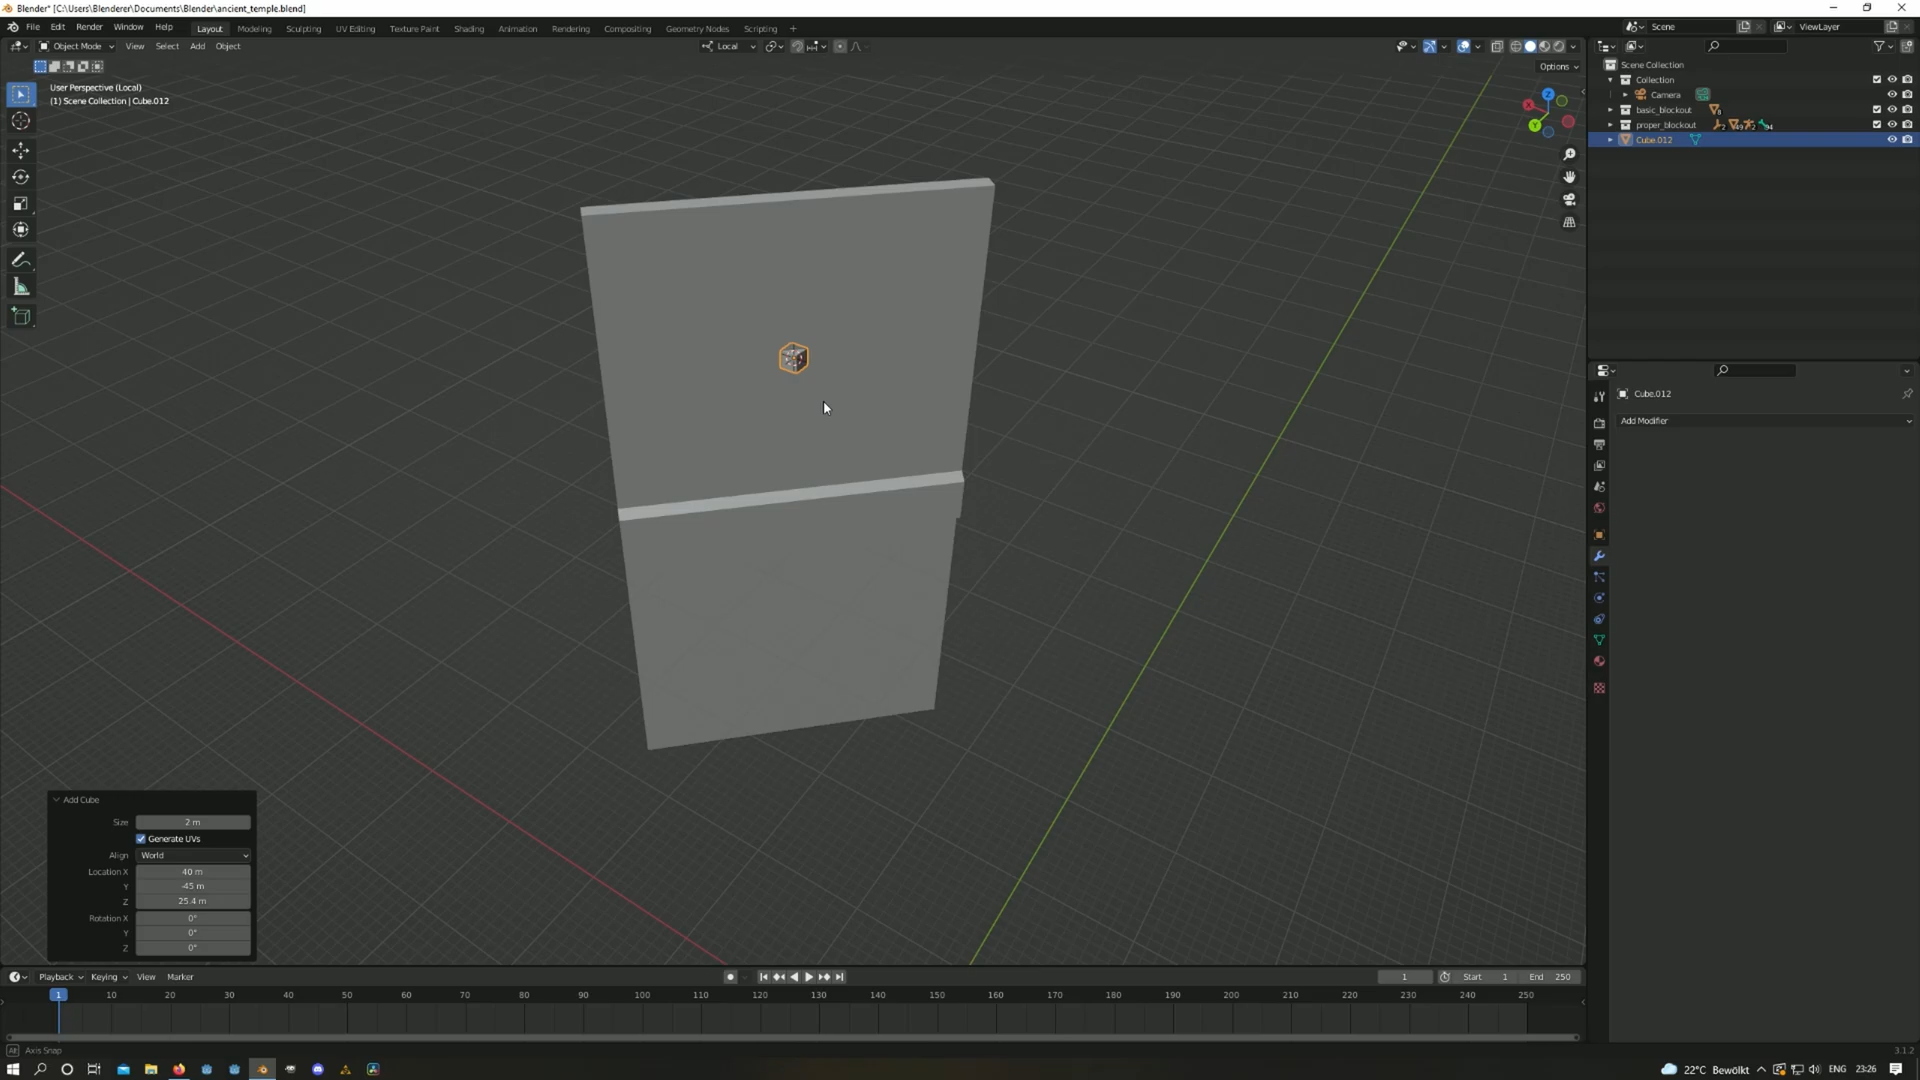 Blender* [C:\Users\Blenderer\Documents\Blender\ancient_temple.blend]
File Edit Render Window Help Layout Modeling Sculpting UV Editing Texture Paint Shading Animation Rendering Compositing Geometry Nodes Scripting + Scene ViewLayer
Object Mode View Select Add Object Local
Options
User Perspective (Local)
(1) Scene Collection | Cube.012
Scene Collection
Collection
Camera
basic_blockout
proper_blockout
Cube.012
X
Y
Z
Cube.012
Add Modifier
Add Cube
Size 2 m
Generate UVs
Align World
Location X 40 m
Y -45 m
Z 25.4 m
Rotation X 0°
Y 0°
Z 0°
Playback Keying View Marker 1 Start 1 End 250
1 10 20 30 40 50 60 70 80 90 100 110 120 130 140 150 160 170 180 190 200 210 220 230 240 250
Alt Axis Snap 3.1.2
22°C Bewölkt ENG 23:26